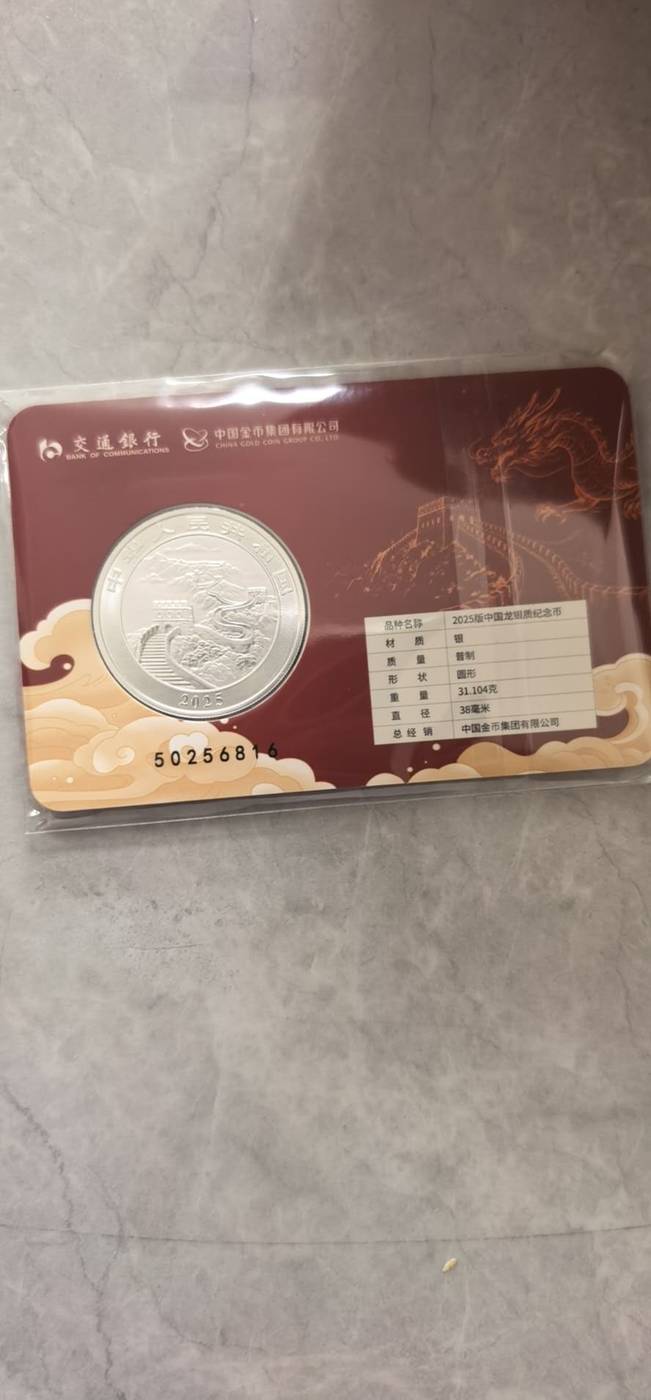 交通銀行
BANK OF COMMUNICATIONS
中国金币集团有限公司
CHINA GOLD COIN GROUP CO., LTD
中华人民共和国
2025
50256816
品种名称 2025版中国龙银质纪念币
材 质 银
质 量 普制
形 状 圆形
重 量 31.104克
直 径 38毫米
总经销 中国金币集团有限公司